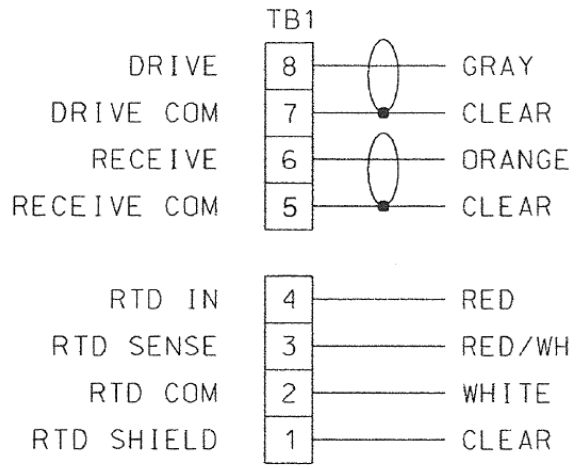 TB1
DRIVE 8 GRAY
DRIVE COM 7 CLEAR
RECEIVE 6 ORANGE
RECEIVE COM 5 CLEAR
RTD IN 4 RED
RTD SENSE 3 RED/WH
RTD COM 2 WHITE
RTD SHIELD 1 CLEAR